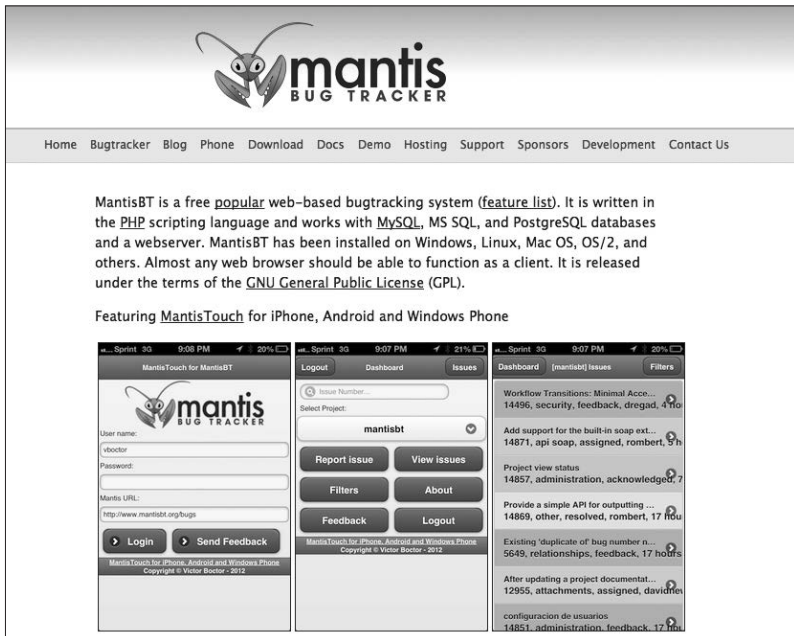 mantis
BUG TRACKER
Home Bugtracker Blog Phone Download Docs Demo Hosting Support Sponsors Development Contact Us
MantisBT is a free popular web-based bugtracking system (feature list). It is written in
the PHP scripting language and works with MySQL, MS SQL, and PostgreSQL databases
and a webserver. MantisBT has been installed on Windows, Linux, Mac OS, OS/2, and
others. Almost any web browser should be able to function as a client. It is released
under the terms of the GNU General Public License (GPL).
Featuring MantisTouch for iPhone, Android and Windows Phone
Sprint 3G 9:08 PM 20%
MantisTouch for MantisBT
mantis
BUG TRACKER
User name:
vboctor
Password:
Mantis URL:
http://www.mantisbt.org/bugs
Login Send Feedback
MantisTouch for iPhone, Android and Windows Phone
Copyright © Victor Boctor - 2012
Sprint 3G 9:07 PM 21%
Logout Dashboard Issues
Issue Number...
Select Project:
mantisbt
Report issue View issues
Filters About
Feedback Logout
MantisTouch for iPhone, Android and Windows Phone
Copyright © Victor Boctor - 2012
Sprint 3G 9:07 PM 20%
Dashboard [mantisbt] Issues Filters
Workflow Transitions: Minimal Acce...
14496, security, feedback, dregad, 4 hou
Add support for the built-in soap ext...
14871, api soap, assigned, rombert, 5 h
Project view status
14857, administration, acknowledged, 7
Provide a simple API for outputting ...
14869, other, resolved, rombert, 17 hou
Existing 'duplicate of' bug number n...
5649, relationships, feedback, 17 hours
After updating a project documentat...
12955, attachments, assigned, davidnew
configuracion de usuarios
14851, administration, feedback, 17 ho